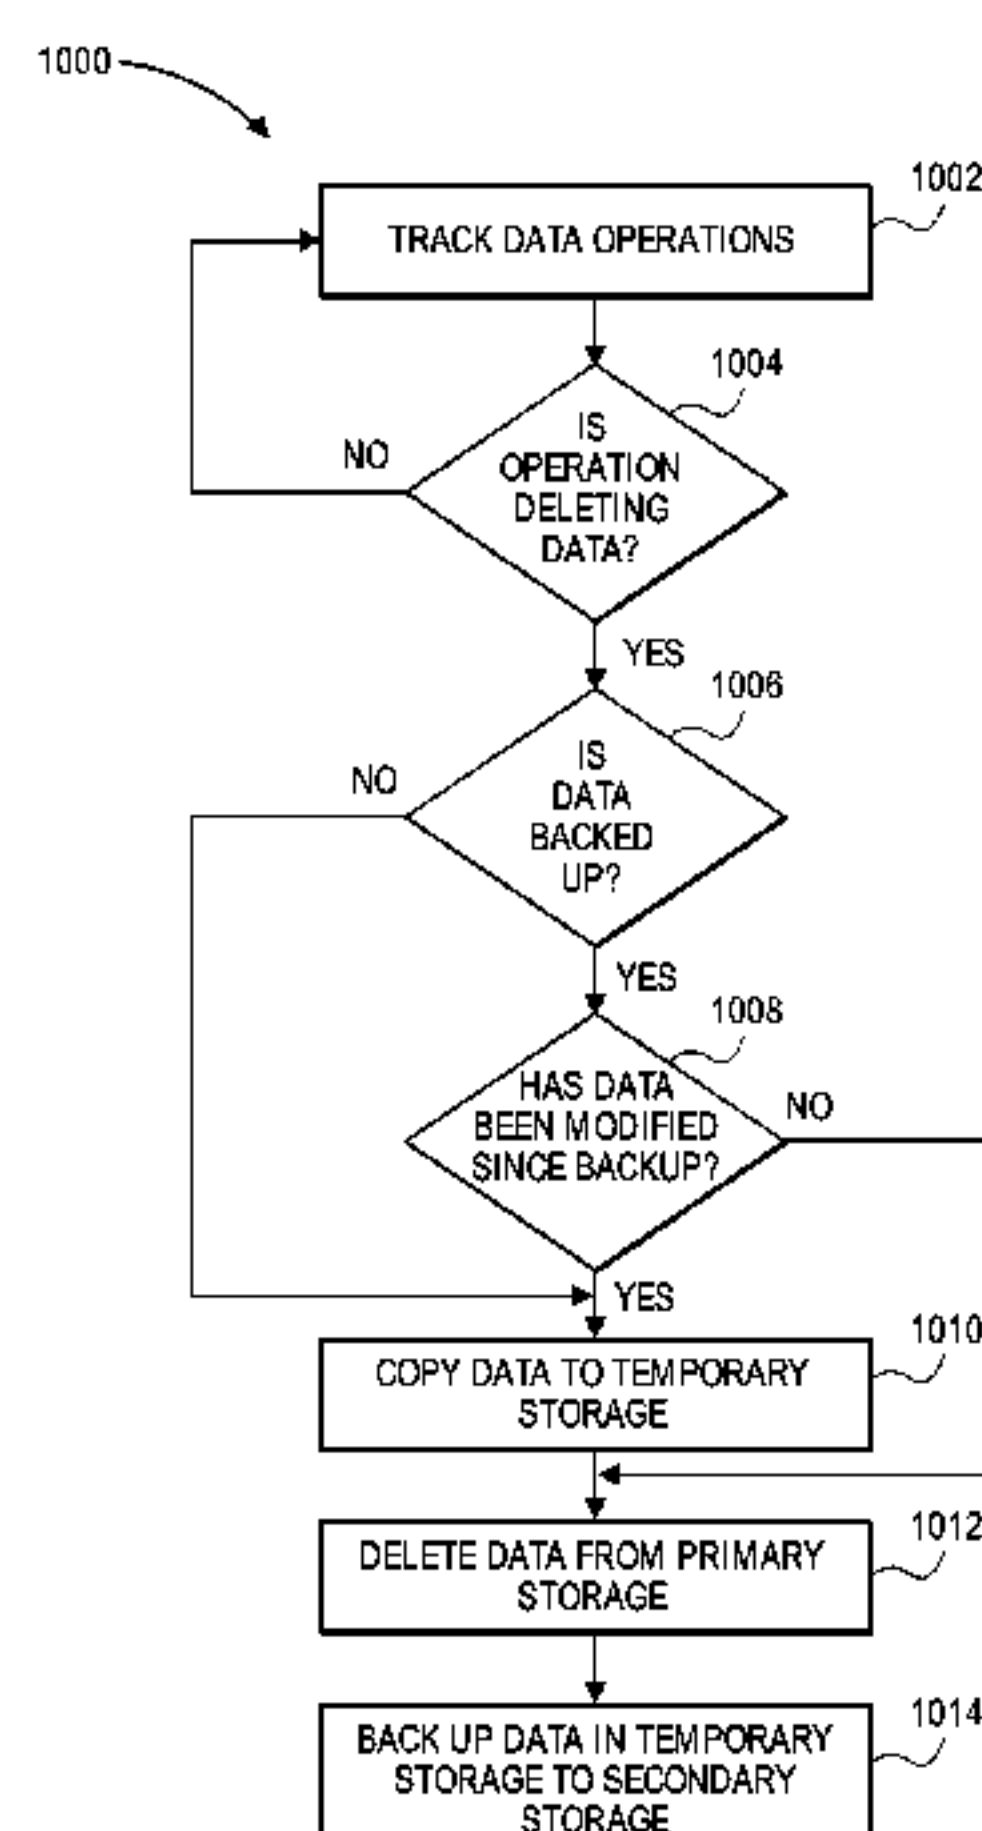 1000
1002
TRACK DATA OPERATIONS
1004
IS
OPERATION
DELETING
DATA?
NO
YES
1006
IS
DATA
BACKED
UP?
NO
YES
1008
HAS DATA
BEEN MODIFIED
SINCE BACKUP?
NO
YES
1010
COPY DATA TO TEMPORARY
STORAGE
1012
DELETE DATA FROM PRIMARY
STORAGE
1014
BACK UP DATA IN TEMPORARY
STORAGE TO SECONDARY
STORAGE